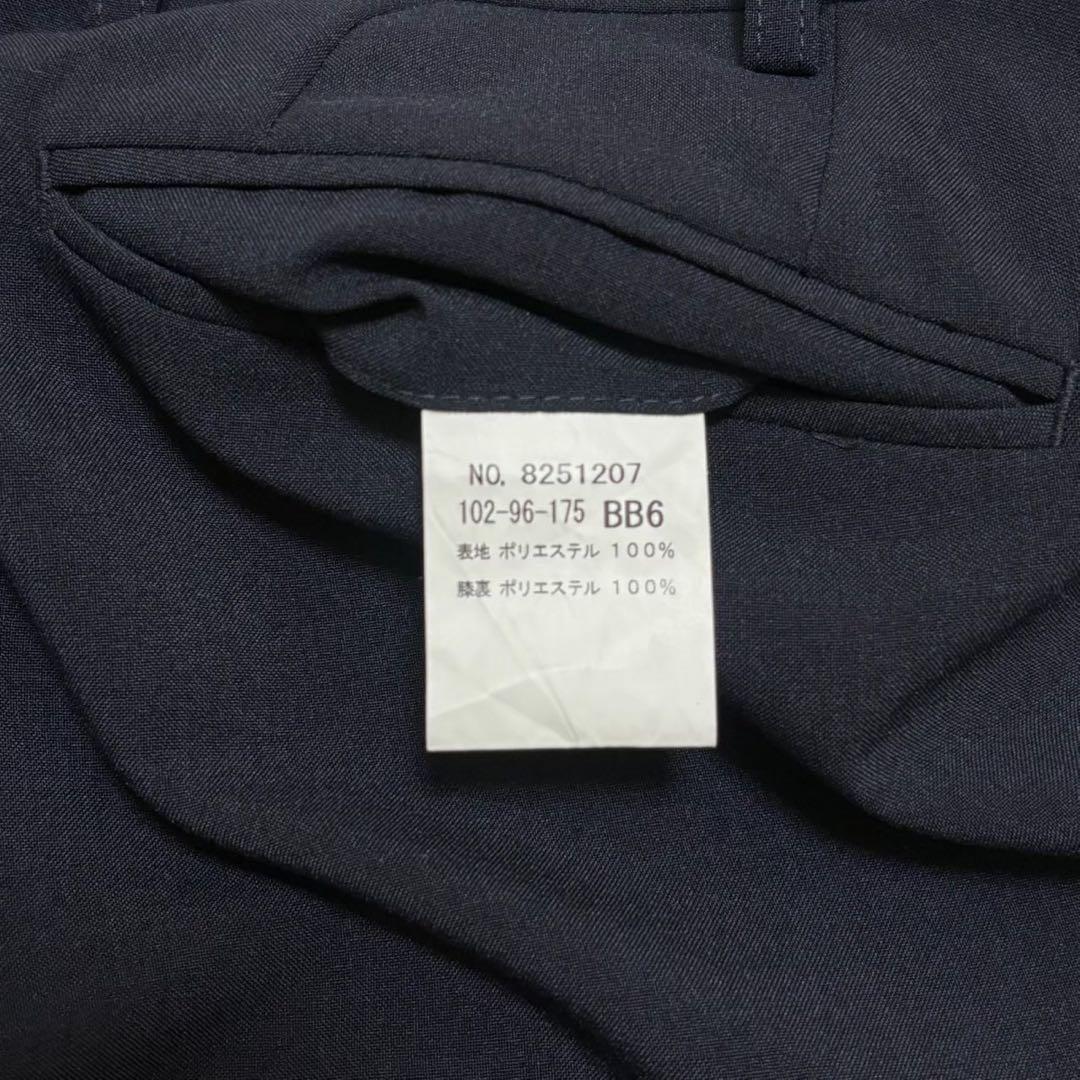 NO. 8251207
102-96-175 BB6
表地 ポリエステル 100%
膝裏 ポリエステル 100%